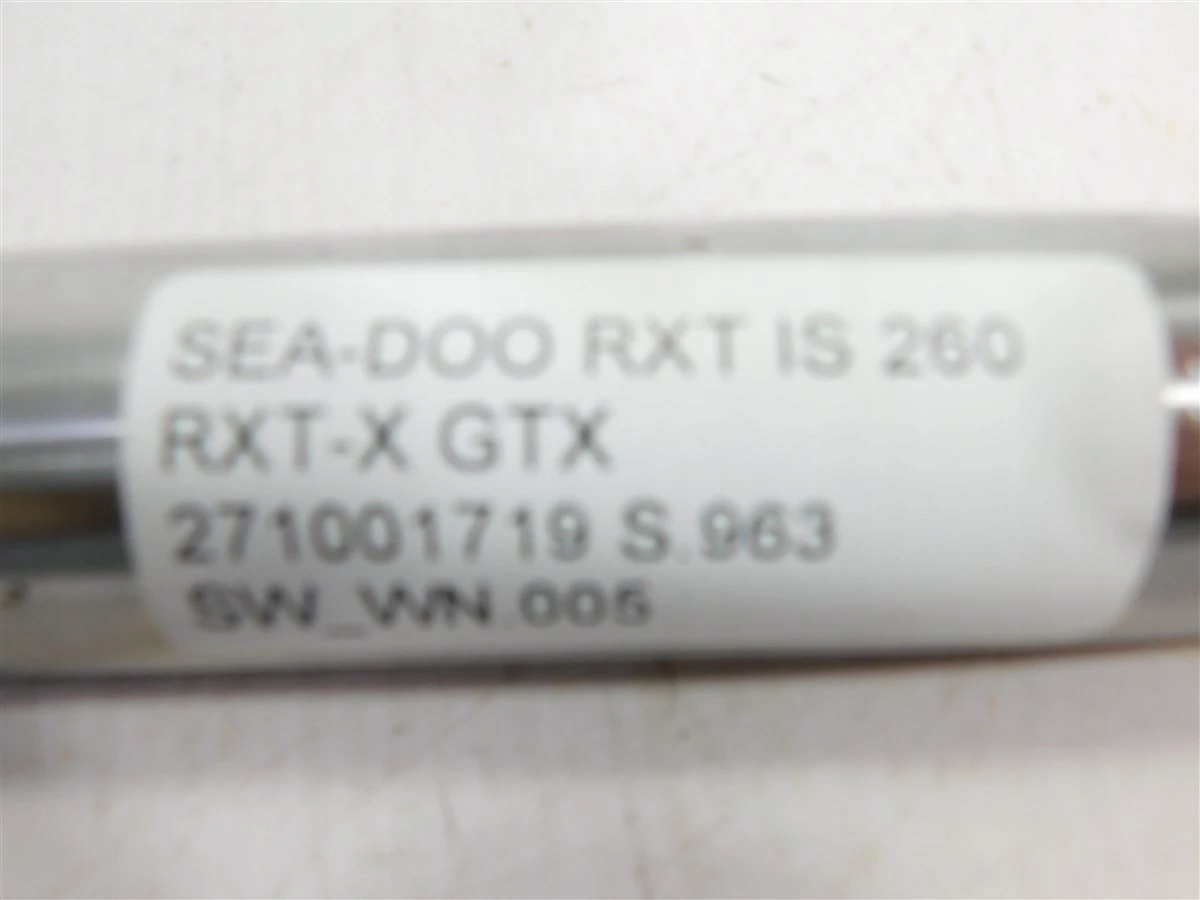 SEA-DOO RXT IS 260
RXT-X GTX
271001719 S.963
SW_WN.005